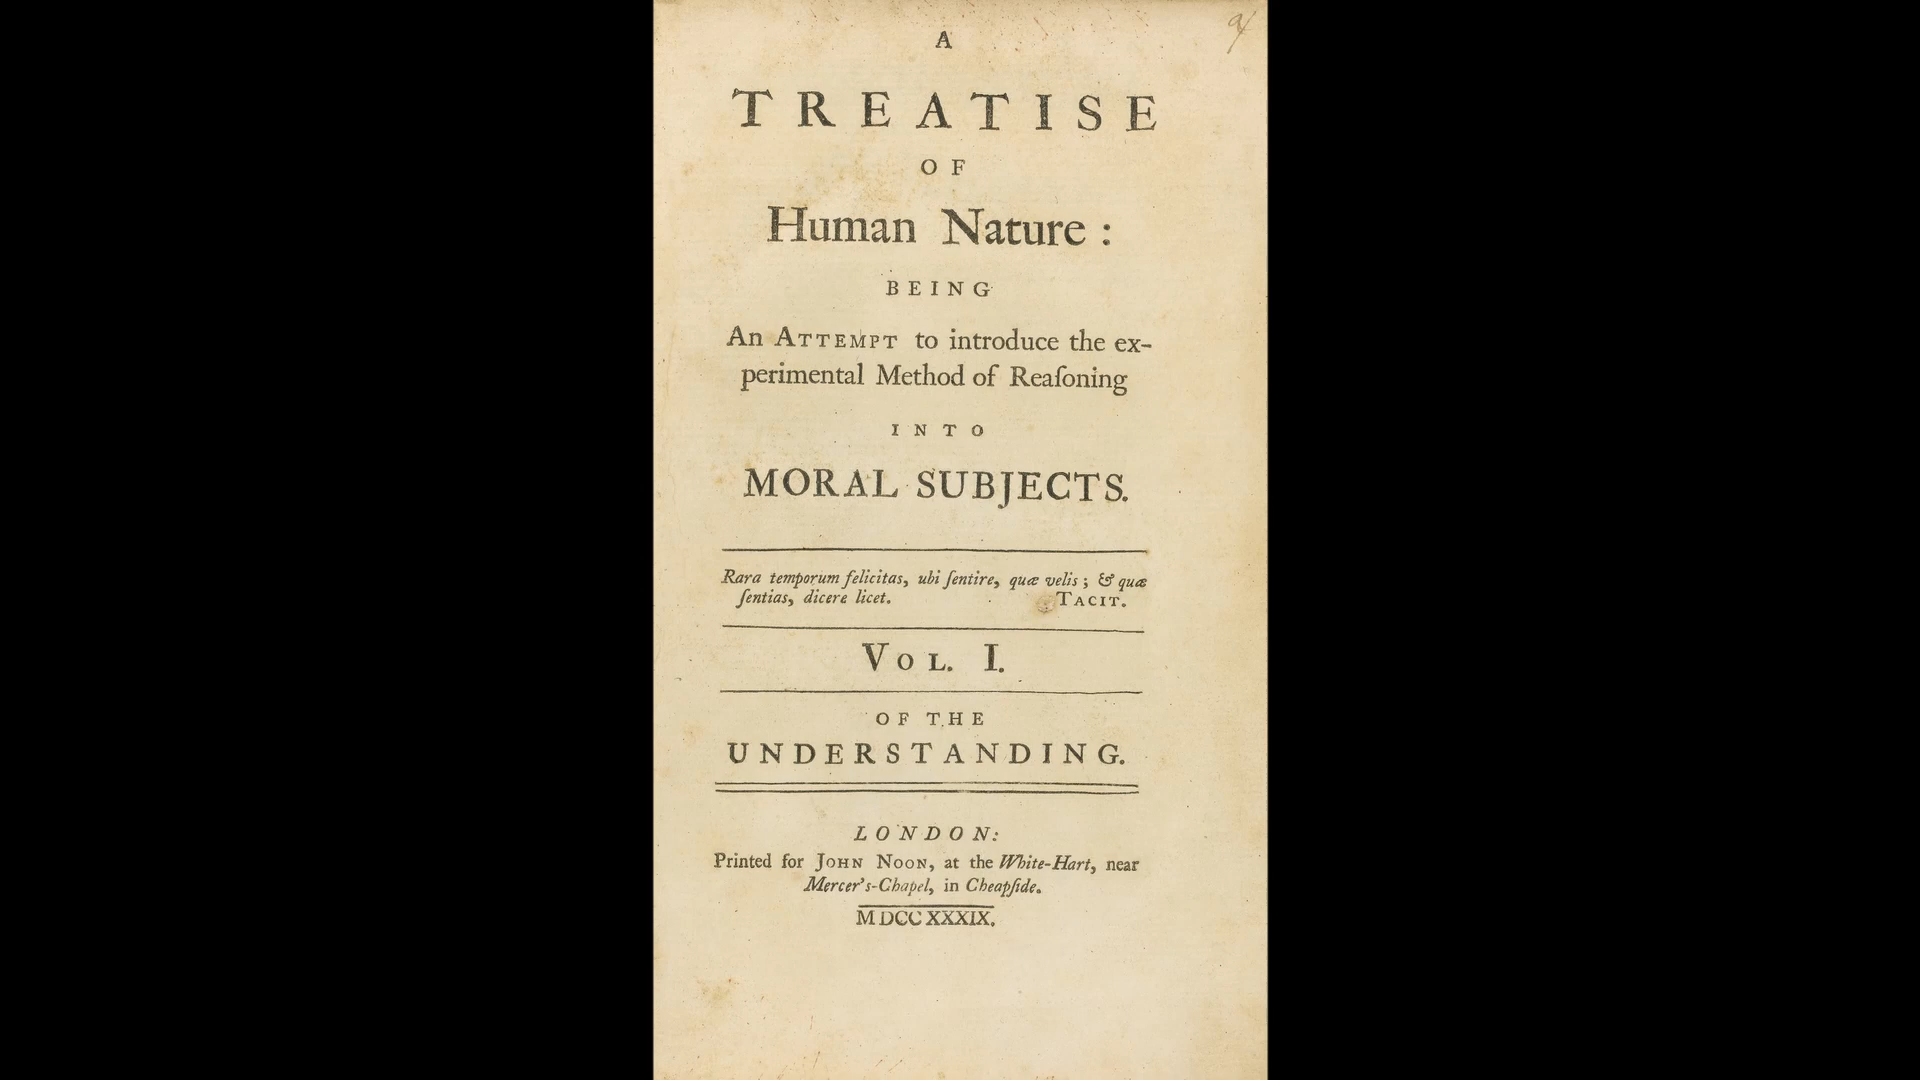 A
TREATISE
OF
Human Nature :
BEING
An ATTEMPT to introduce the ex-
perimental Method of Reaſoning
INTO
MORAL SUBJECTS.
Rara temporum felicitas, ubi ſentire, quæ velis ; & quæ
ſentias, dicere licet. TACIT.
VOL. I.
OF THE
UNDERSTANDING.
LONDON:
Printed for JOHN NOON, at the White-Hart, near
Mercer's-Chapel, in Cheapſide.
MDCCXXXIX.